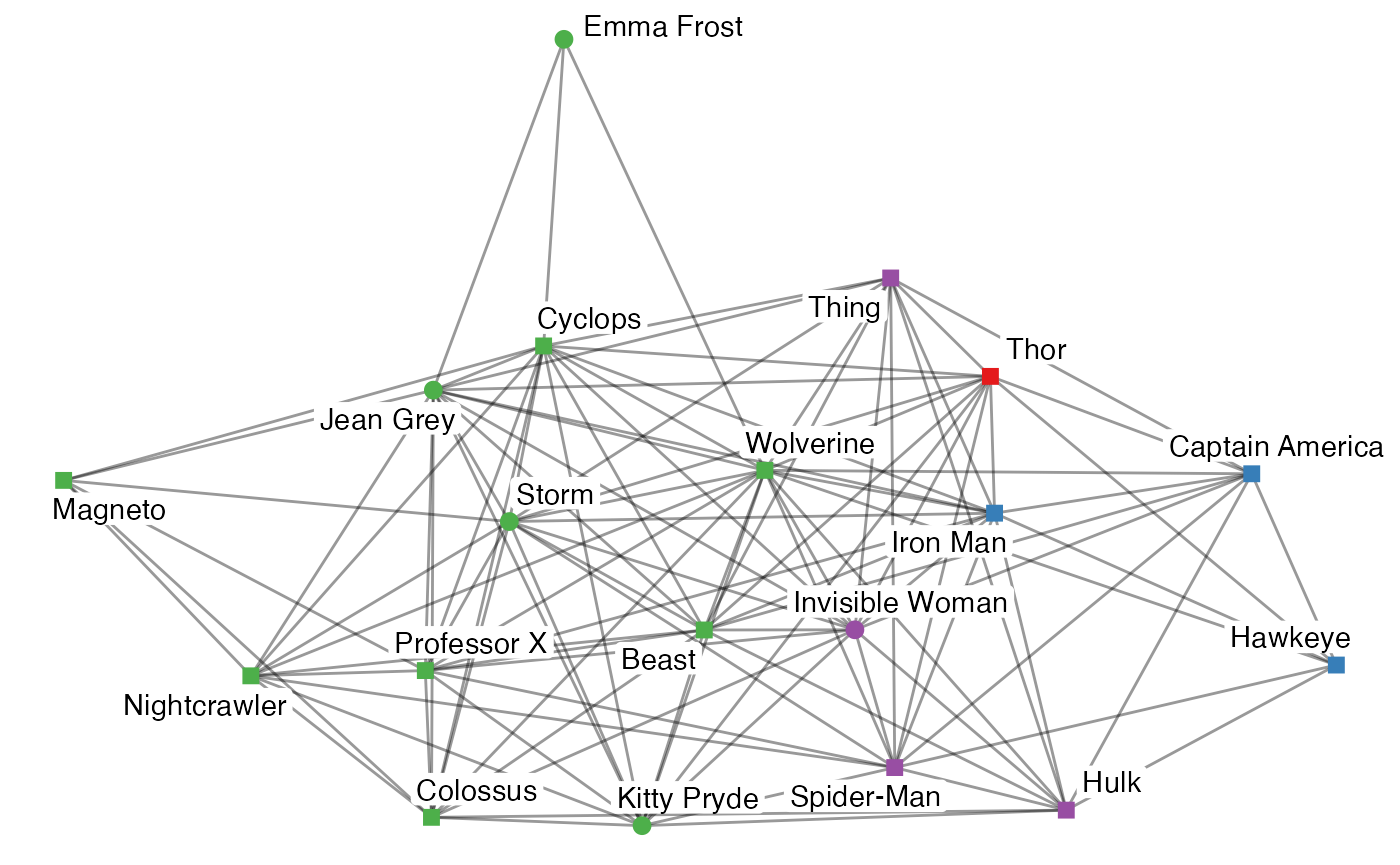 Emma Frost
Thing
Cyclops
Thor
Jean Grey
Wolverine
Captain America
Magneto
Storm
Iron Man
Invisible Woman
Professor X
Beast
Hawkeye
Nightcrawler
Colossus
Kitty Pryde
Spider-Man
Hulk